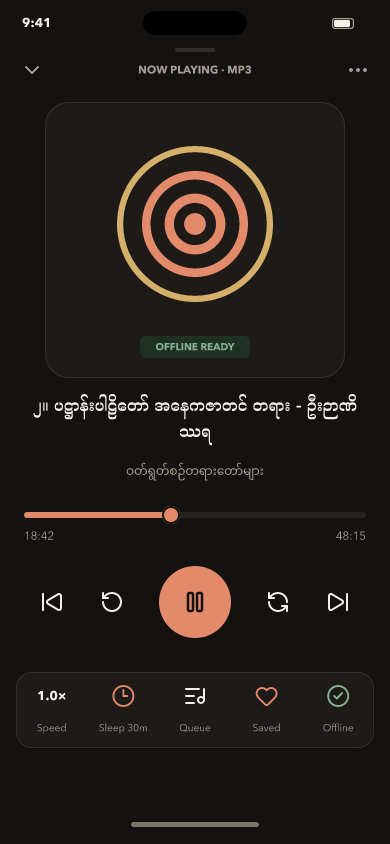 9:41
NOW PLAYING · MP3
OFFLINE READY
၂။ ပဋ္ဌာန်းပါဠိတော် အနေကဇာတင် တရား - ဦးဉာဏိ
ဿရ
ဝတ်ရွတ်စဉ်တရားတော်များ
18:42 48:15
1.0× 
Speed Sleep 30m Queue Saved Offline